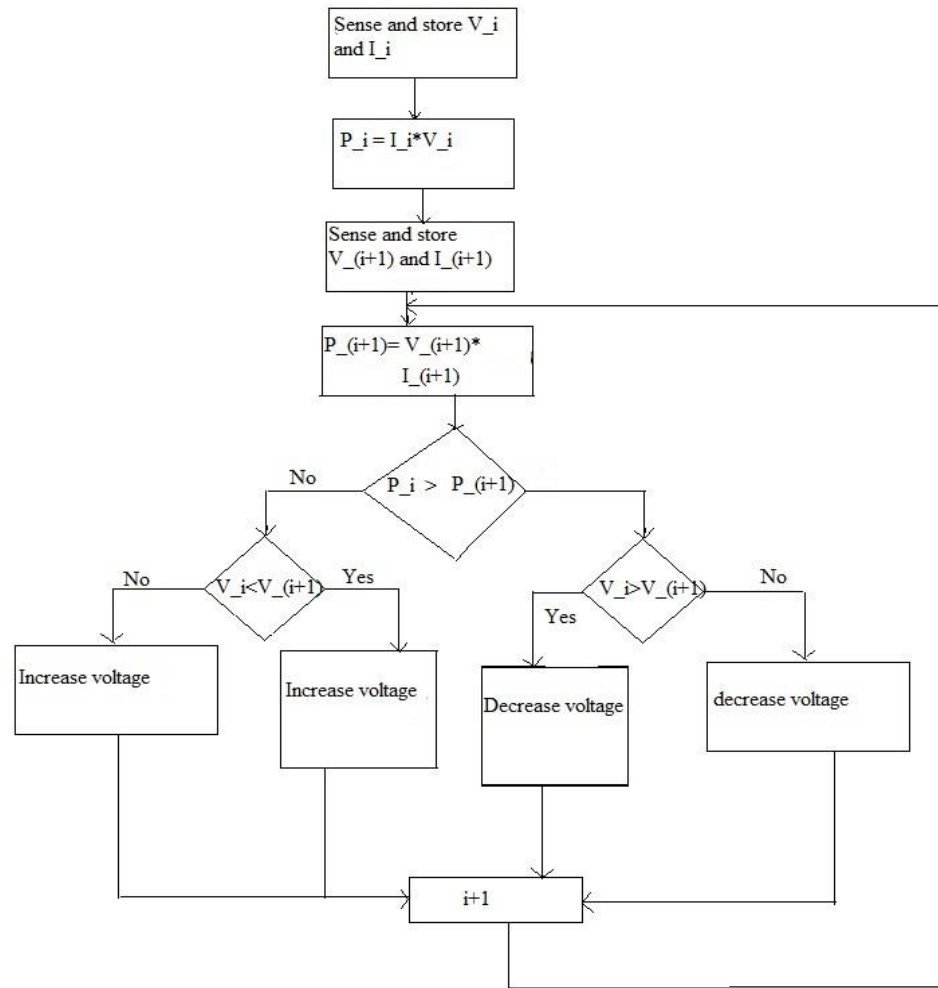 Sense and store V_i
and I_i
P_i = I_i*V_i
Sense and store
V_(i+1) and I_(i+1)
P_(i+1)= V_(i+1)*
I_(i+1)
No
P_i > P_(i+1)
No
V_i<V_(i+1)
Yes
Yes
V_i>V_(i+1)
No
Increase voltage
Increase voltage
Decrease voltage
decrease voltage
i+1